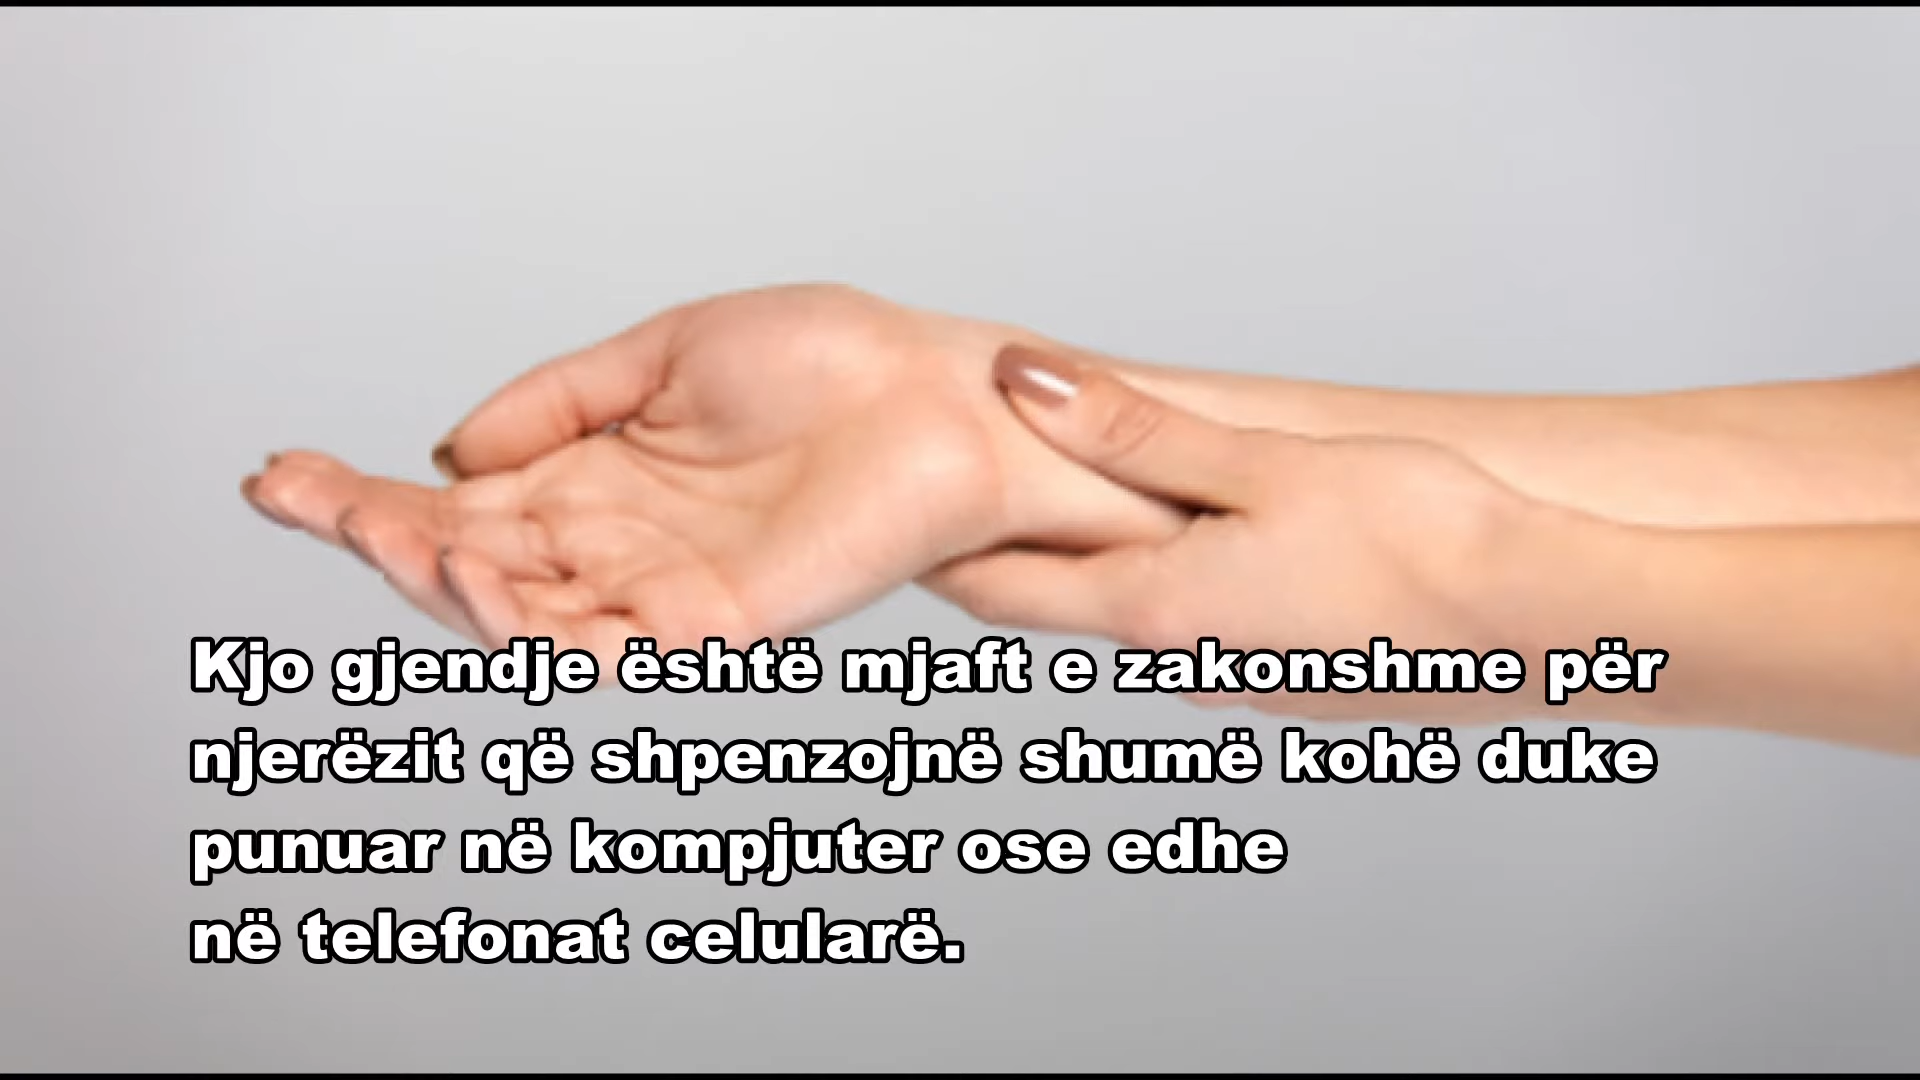 Kjo gjendje është mjaft e zakonshme për
njerëzit që shpenzojnë shumë kohë duke
punuar në kompjuter ose edhe
në telefonat celularë.